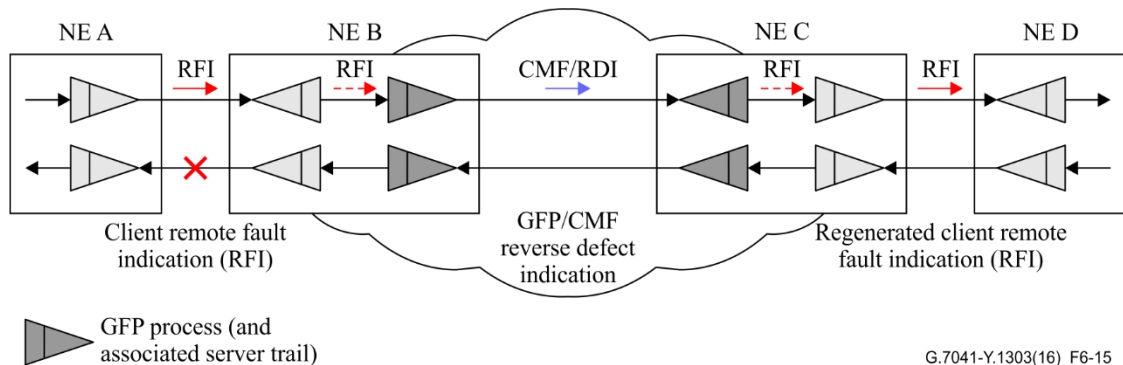 NE A
NE B
NE C
NE D
RFI
RFI
CMF/RDI
RFI
RFI
Client remote fault
indication (RFI)
GFP/CMF
reverse defect
indication
Regenerated client remote
fault indication (RFI)
GFP process (and
associated server trail)
G.7041-Y.1303(16) F6-15